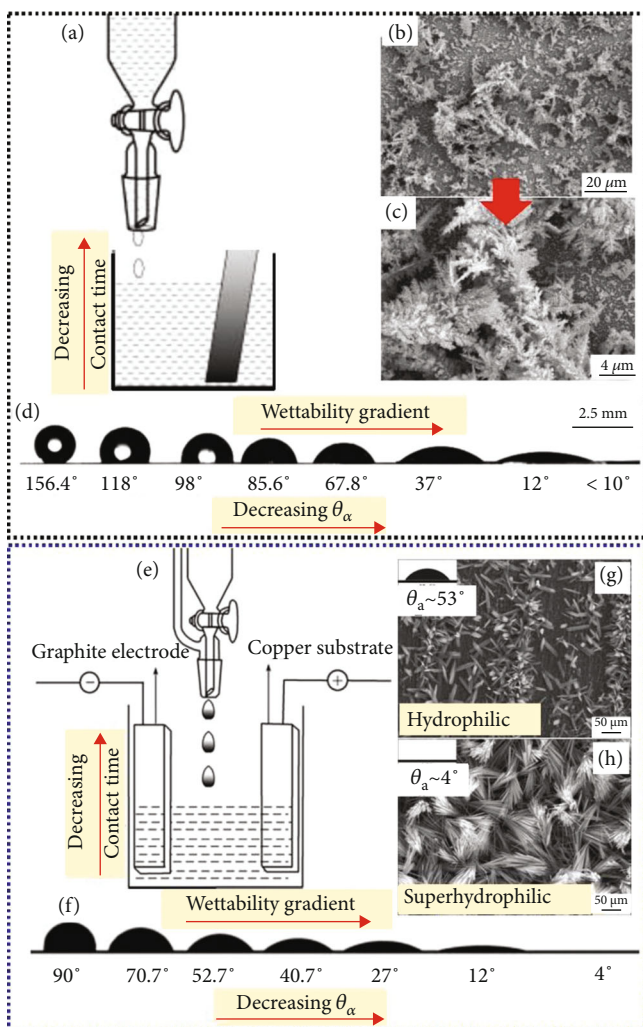 (a)
Decreasing
Contact time
(b)
20 μm
(c)
4 μm
(d)
Wettability gradient
2.5 mm
156.4° 118° 98° 85.6° 67.8° 37° 12° < 10°
Decreasing θα
(e)
Graphite electrode
Copper substrate
−
+
Decreasing
Contact time
(g)
θa~53°
Hydrophilic
50 μm
(h)
θa~4°
Superhydrophilic
50 μm
(f)
Wettability gradient
90° 70.7° 52.7° 40.7° 27° 12° 4°
Decreasing θα